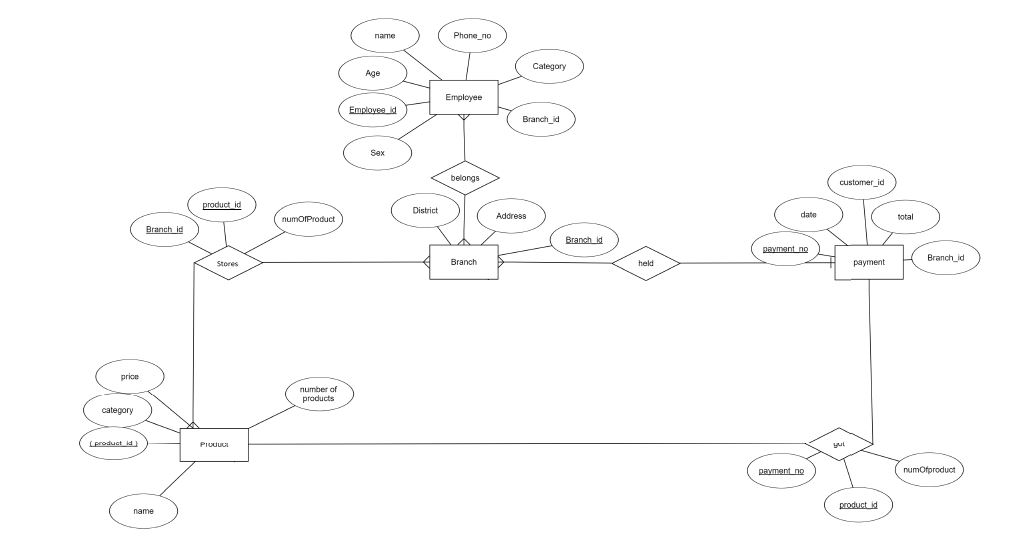 name
Phone_no
Category
Age
Employee
Employee_id
Branch_id
Sex
belongs
customer_id
product_id
District
Address
date
total
numOfProduct
Branch_id
Branch_id
payment_no
Stores
Branch
held
payment
Branch_id
price
number of
products
category
( product_id )
Product
payment_no
numOfproduct
name
product_id